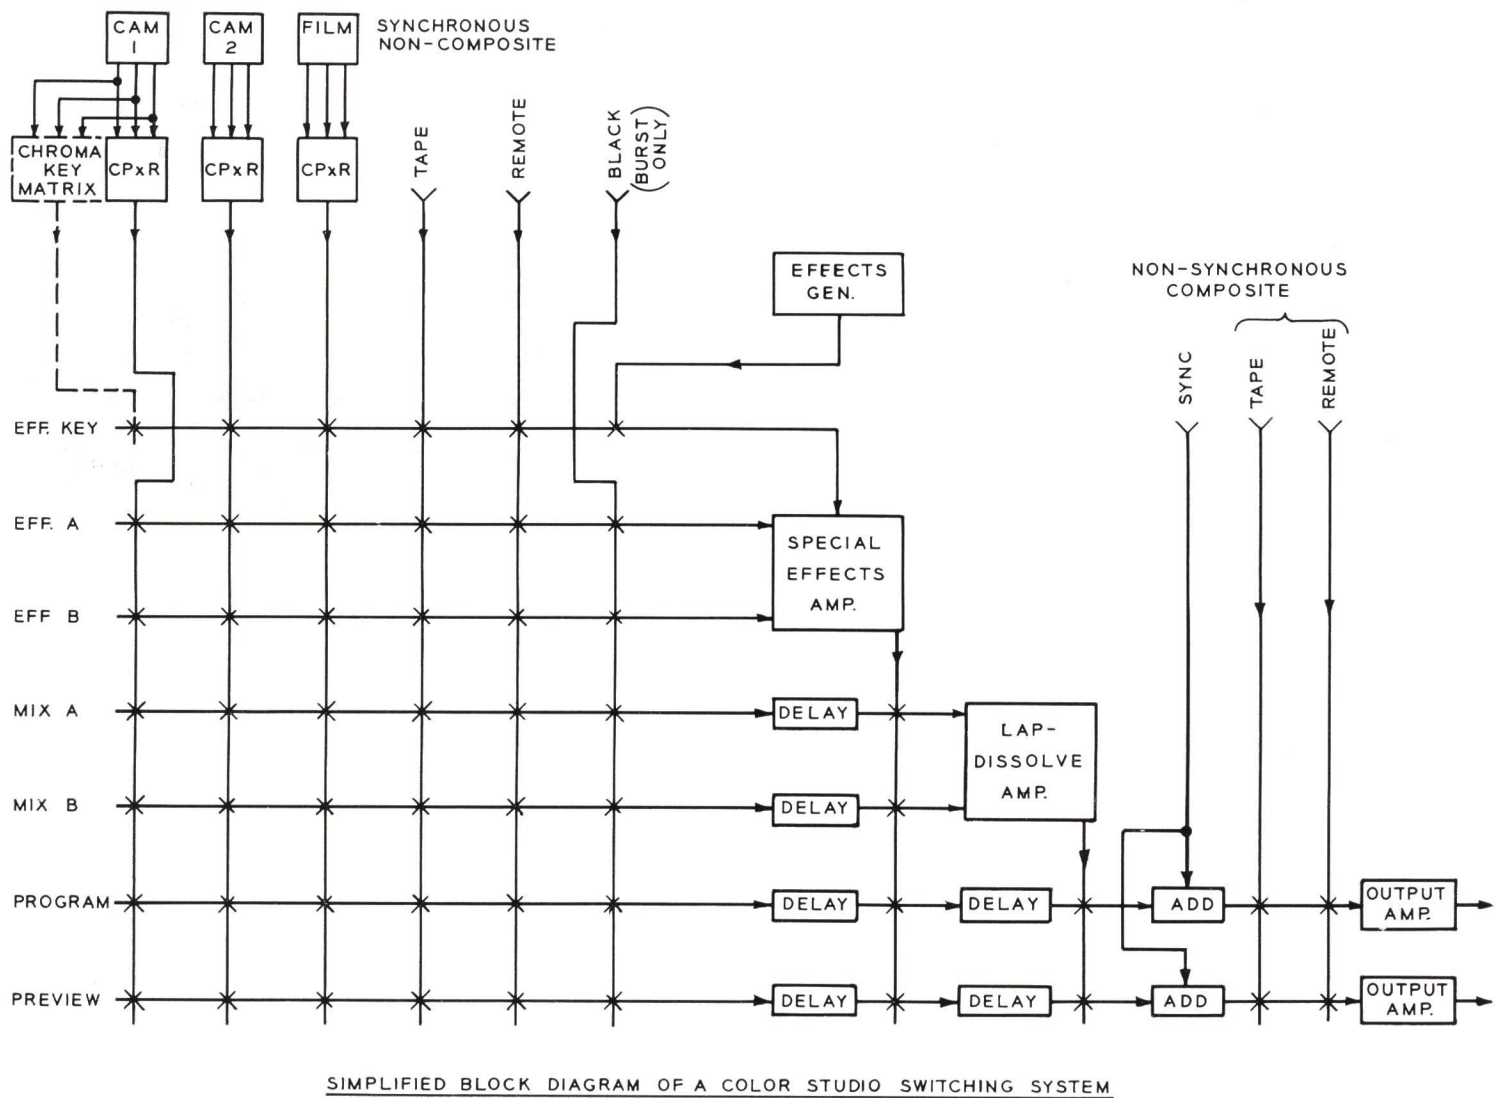 CAM
1
CAM
2
FILM
SYNCHRONOUS
NON-COMPOSITE
CHROMA
KEY
MATRIX
CPxR
CPxR
CPxR
TAPE
REMOTE
BLACK
(BURST
ONLY)
EFFECTS
GEN.
NON-SYNCHRONOUS
COMPOSITE
SYNC
TAPE
REMOTE
EFF. KEY
EFF. A
SPECIAL
EFFECTS
AMP.
EFF B
MIX A
DELAY
LAP-
DISSOLVE
AMP.
MIX B
DELAY
PROGRAM
DELAY
DELAY
ADD
OUTPUT
AMP.
PREVIEW
DELAY
DELAY
ADD
OUTPUT
AMP.
SIMPLIFIED BLOCK DIAGRAM OF A COLOR STUDIO SWITCHING SYSTEM